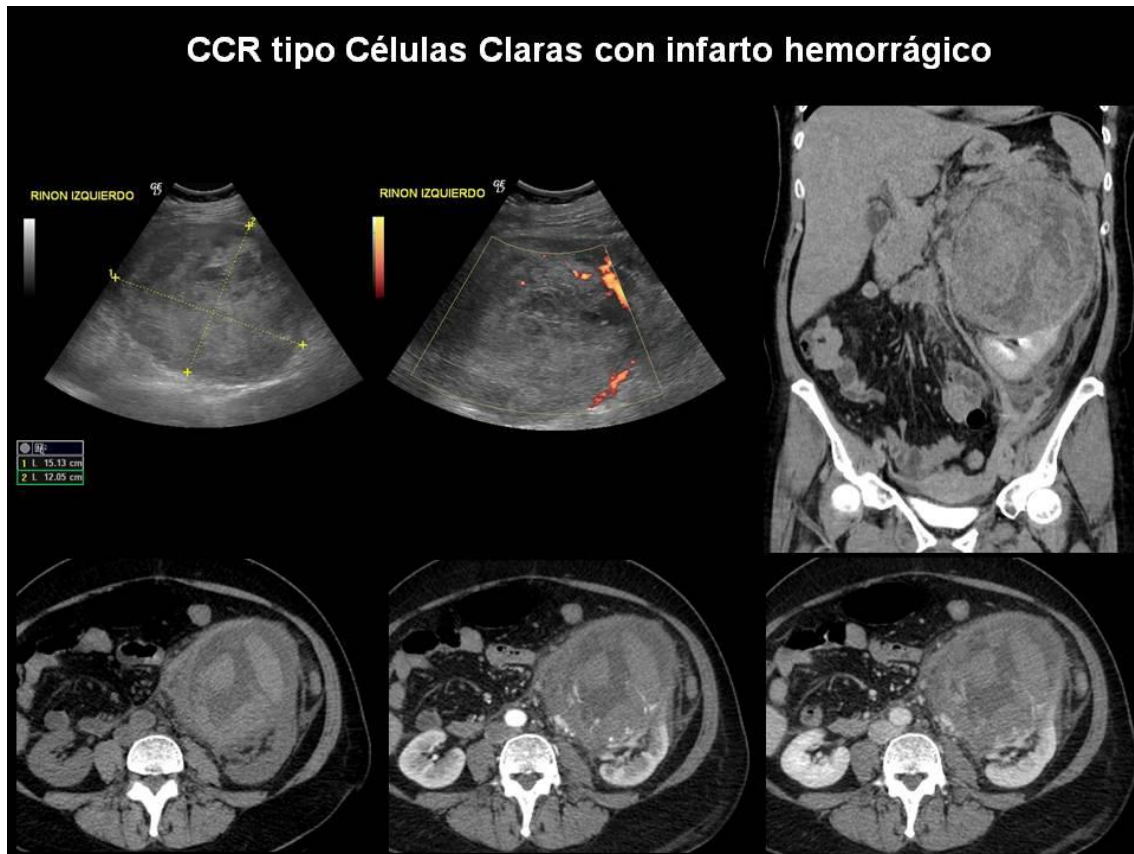 CCR tipo Células Claras con infarto hemorrágico
RINON IZQUIERDO
RINON IZQUIERDO
1 L 15.13 cm
2 L 12.05 cm